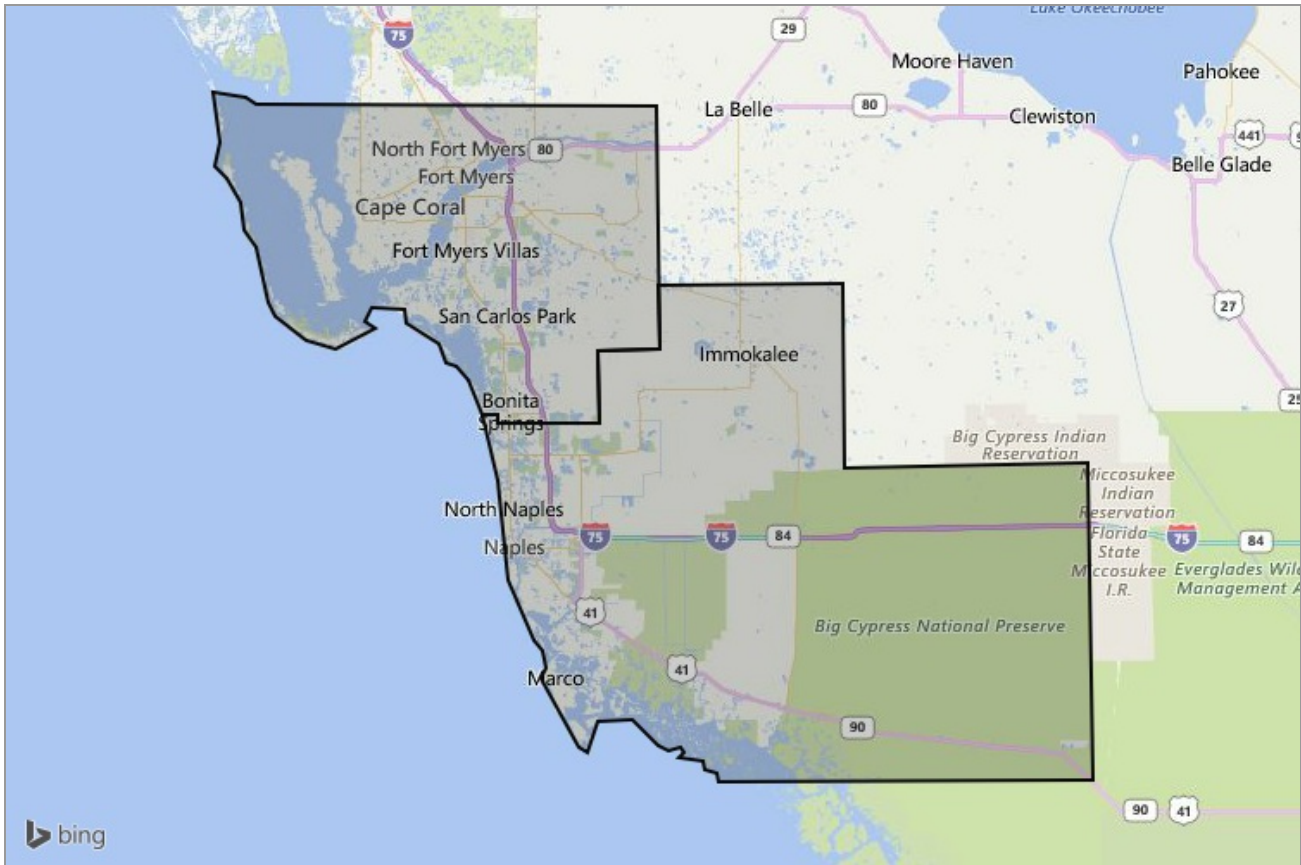 Lake Okeechobee
75
29
Moore Haven
Pahokee
La Belle
80
Clewiston
441
Belle Glade
North Fort Myers
80
Fort Myers
Cape Coral
Fort Myers Villas
27
San Carlos Park
Immokalee
Bonita
Springs
Big Cypress Indian
Reservation
Miccosukee
Indian
Reservation
Florida
State
Miccosukee
I.R.
North Naples
75
75
84
75
84
Naples
Everglades
Management
41
Big Cypress National Preserve
41
Marco
90
90
41
bing